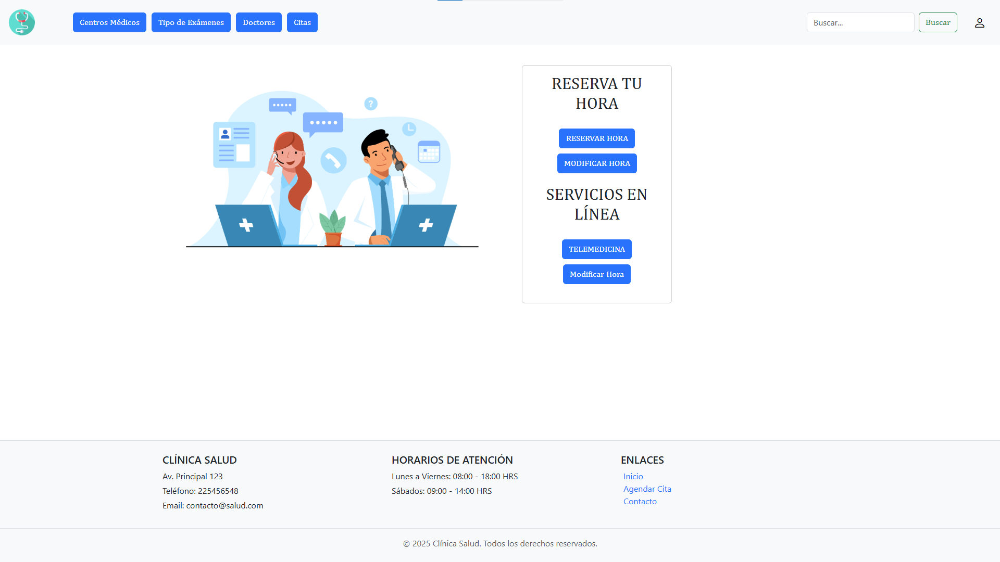 Centros Médicos Tipo de Exámenes Doctores Citas Buscar... Buscar
?
RESERVA TU
HORA
RESERVAR HORA
MODIFICAR HORA
SERVICIOS EN
LÍNEA
TELEMEDICINA
Modificar Hora
CLÍNICA SALUD
Av. Principal 123
Teléfono: 225456548
Email: contacto@salud.com
HORARIOS DE ATENCIÓN
Lunes a Viernes: 08:00 - 18:00 HRS
Sábados: 09:00 - 14:00 HRS
ENLACES
Inicio
Agendar Cita
Contacto
© 2025 Clínica Salud. Todos los derechos reservados.